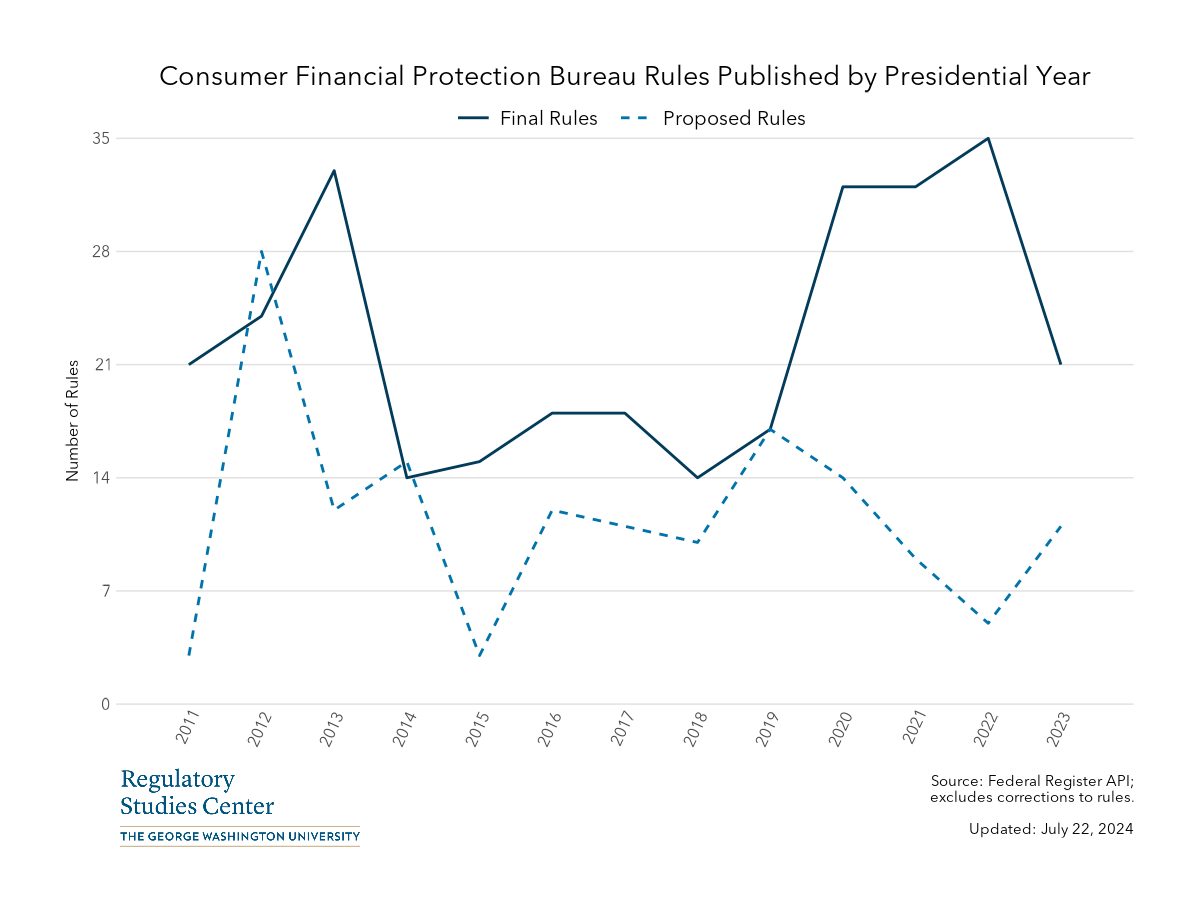 Consumer Financial Protection Bureau Rules Published by Presidential Year
Final Rules Proposed Rules
35
28
21
14
7
0
Number of Rules
2011 2012 2013 2014 2015 2016 2017 2018 2019 2020 2021 2022 2023
Regulatory
Studies Center
THE GEORGE WASHINGTON UNIVERSITY
Source: Federal Register API;
excludes corrections to rules.
Updated: July 22, 2024